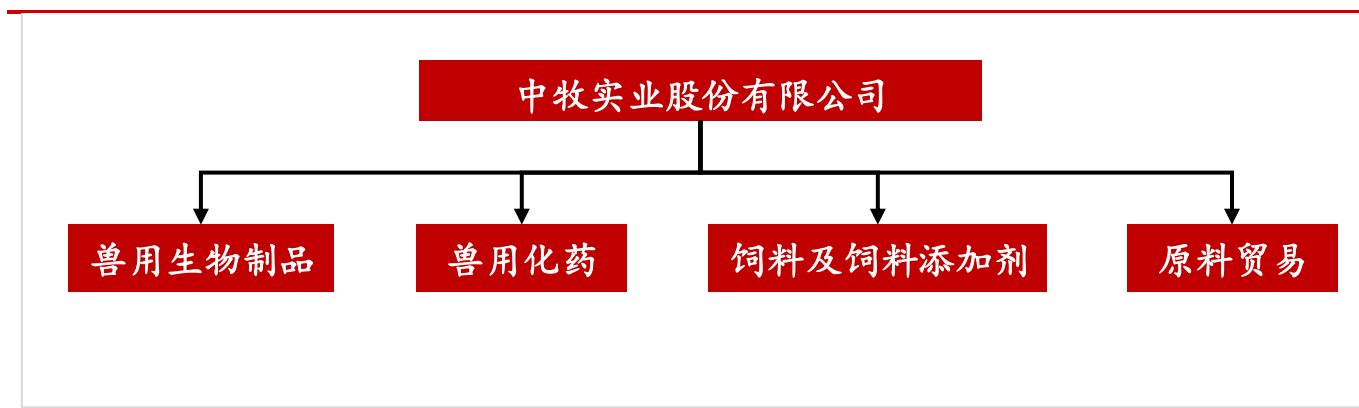 中牧实业股份有限公司
兽用生物制品
兽用化药
饲料及饲料添加剂
原料贸易